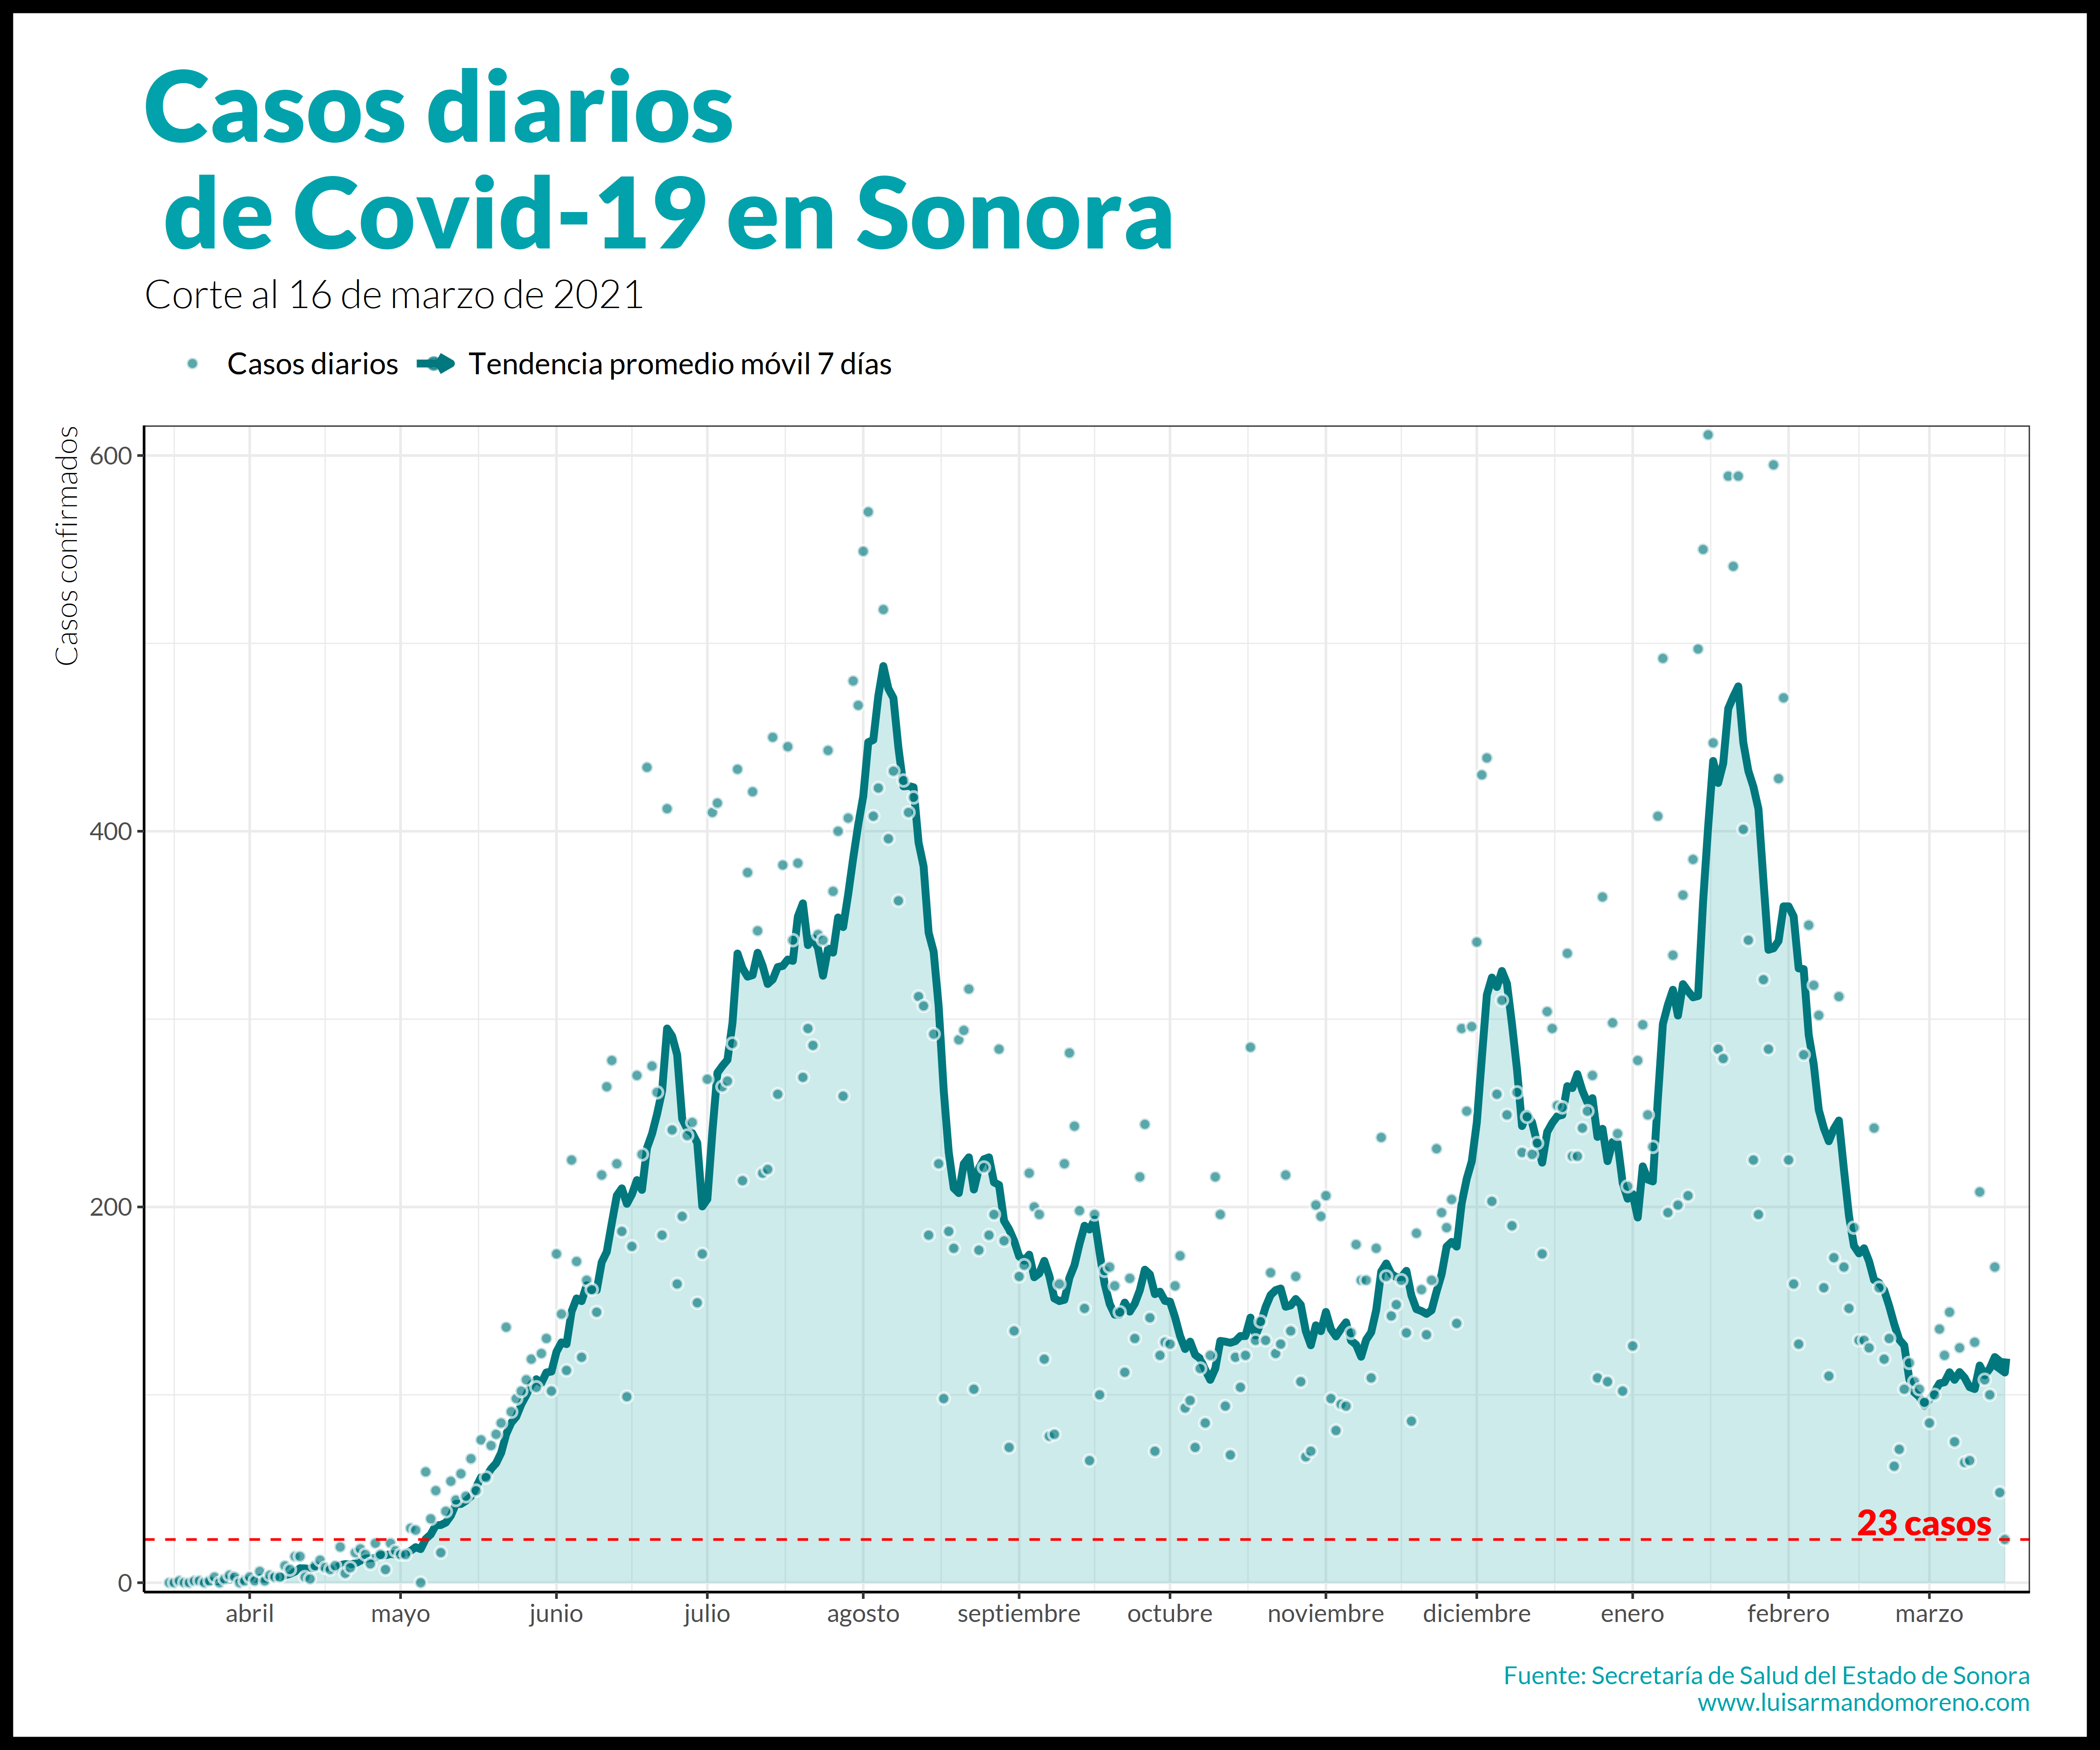 Casos diarios
de Covid-19 en Sonora
Corte al 16 de marzo de 2021
Casos diarios Tendencia promedio móvil 7 días
Casos confirmados
600
400
200
0
23 casos
abril mayo junio julio agosto septiembre octubre noviembre diciembre enero febrero marzo
Fuente: Secretaría de Salud del Estado de Sonora
www.luisarmandomoreno.com